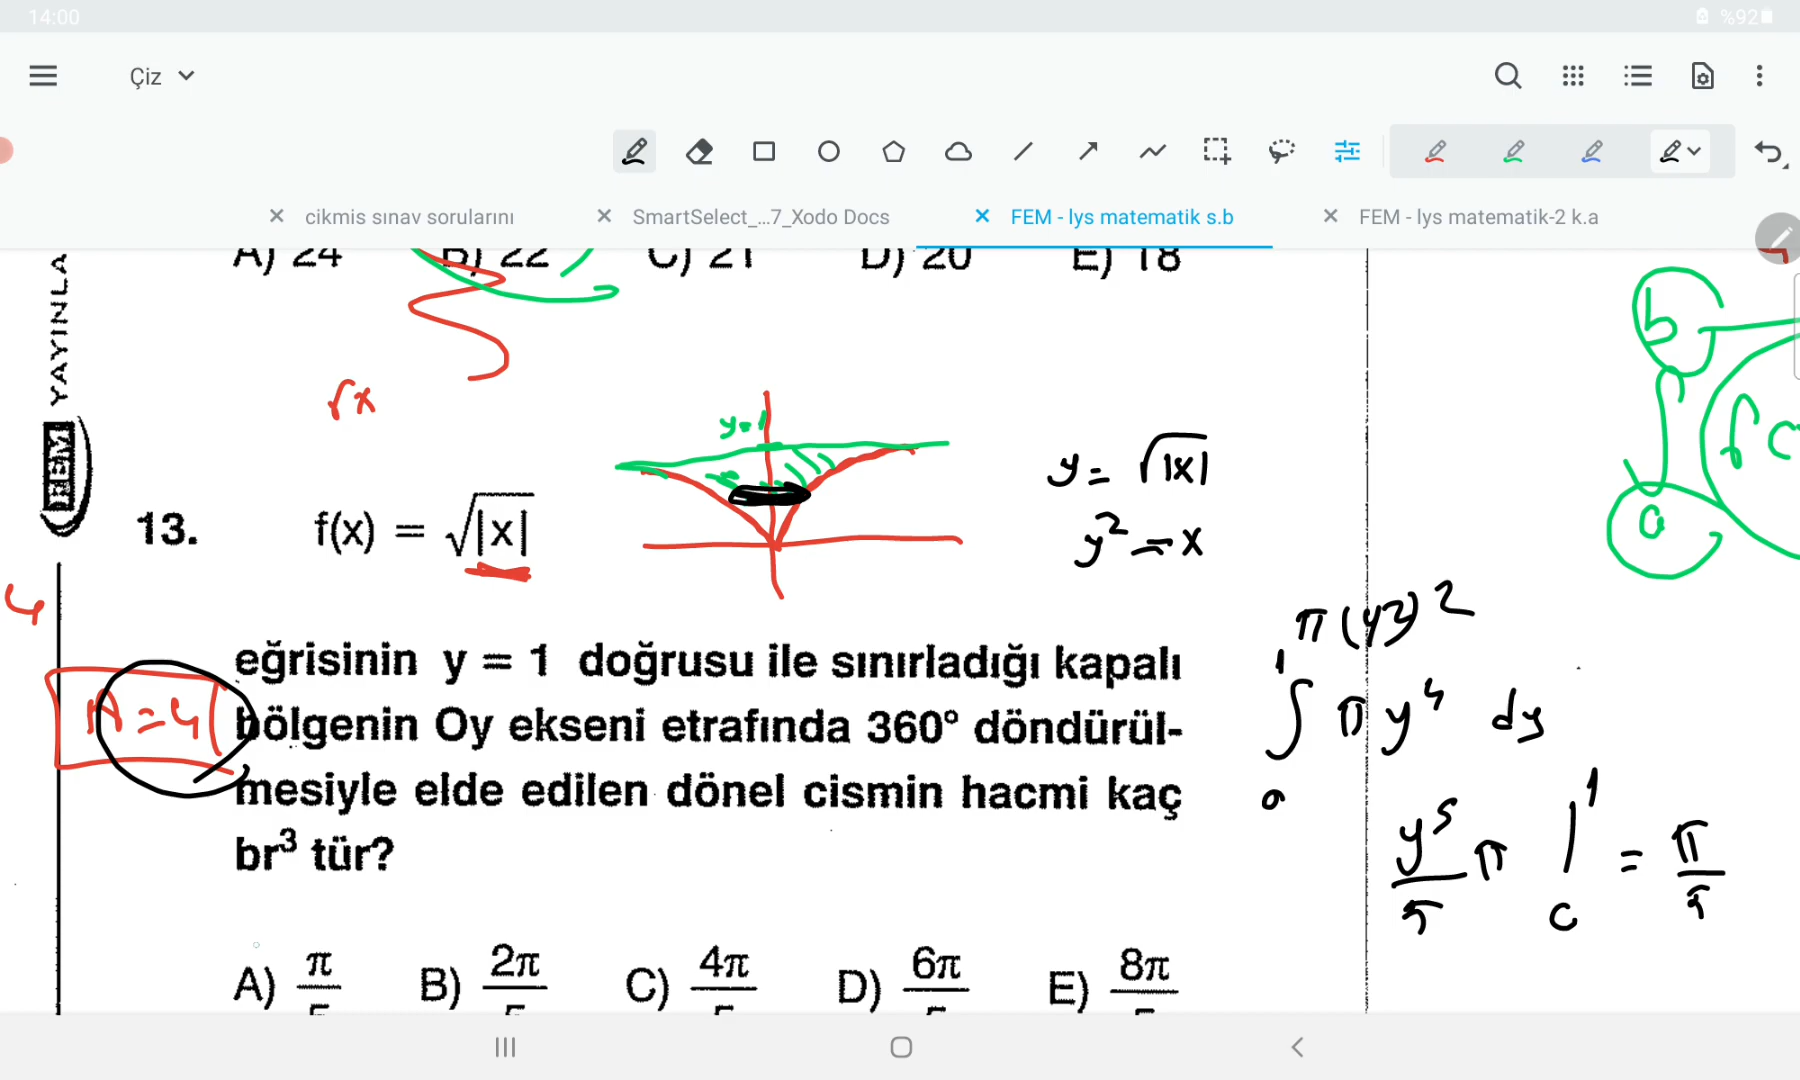 14:00
%92
Çiz
cikmis sınav sorularını
SmartSelect_...7_Xodo Docs
FEM - lys matematik s.b
FEM - lys matematik-2 k.a
A) 24 B) 22 C) 21 D) 20 E) 18
FEM YAYINLA
√x
y=1
y = √|x|
y² = x
b
a
13. f(x) = √|x|
4
π(y²)²
eğrisinin y = 1 doğrusu ile sınırladığı kapalı
bölgenin Oy ekseni etrafında 360° döndürül-
mesiyle elde edilen dönel cismin hacmi kaç
br³ tür?
A=4
∫₀¹ π y⁴ dy
y⁵/5 π |₀¹ = π/5
A) π/5 B) 2π/5 C) 4π/5 D) 6π/5 E) 8π/5